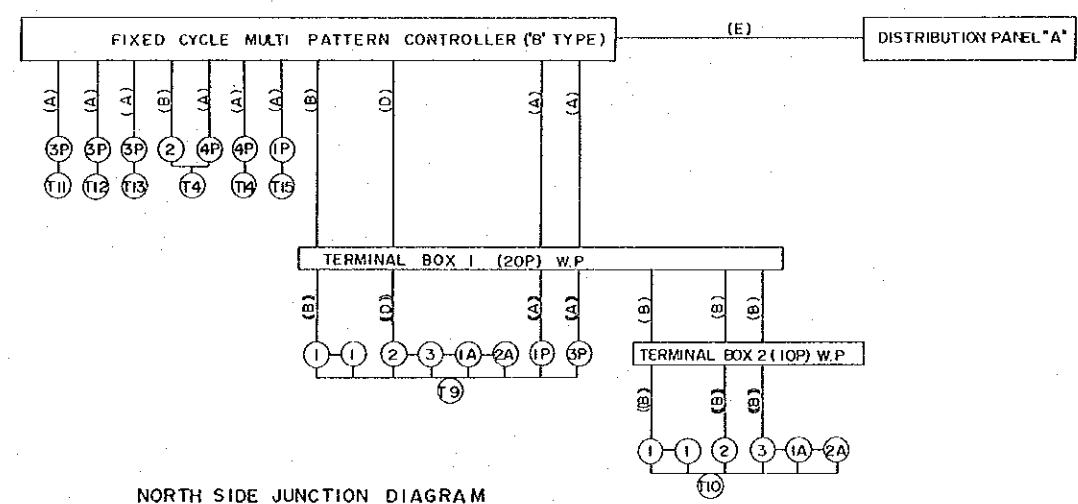 FIXED CYCLE MULTI PATTERN CONTROLLER ('B' TYPE)
(E)
DISTRIBUTION PANEL "A"
(A) (A) (A) (B) (A) (A) (A) (B) (D) (A) (A)
3P 3P 3P 2 4P 4P 1P
T11 T12 T13 T4 T14 T15
TERMINAL BOX 1 (20P) W.P
(B) (D) (A) (A) (B) (B) (B)
TERMINAL BOX 2 (10P) W.P
1 1 2 3 1A 2A 1P 3P
T9
(B) (B) (B)
1 1 2 3 1A 2A
T10
NORTH SIDE JUNCTION DIAGRAM